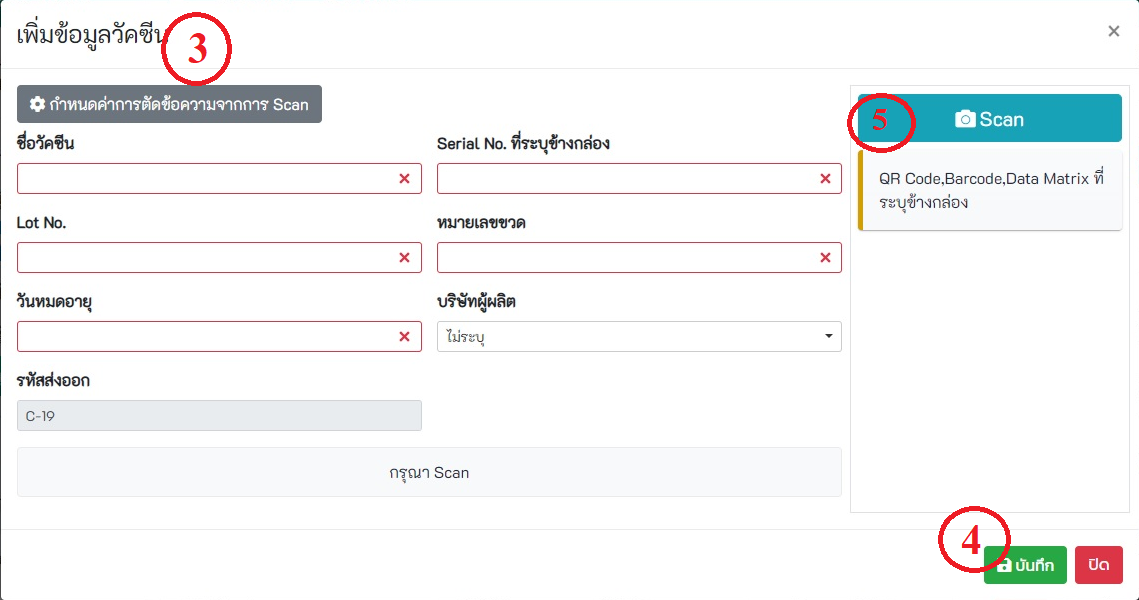 เพิ่มข้อมูลวัคซีน
3
×
กำหนดค่าการตัดข้อความจากการ Scan
5
Scan
ชื่อวัคซีน
Serial No. ที่ระบุข้างกล่อง
QR Code,Barcode,Data Matrix ที่
ระบุข้างกล่อง
Lot No.
หมายเลขขวด
วันหมดอายุ
บริษัทผู้ผลิต
ไม่ระบุ
รหัสส่งออก
C-19
กรุณา Scan
4
บันทึก
ปิด